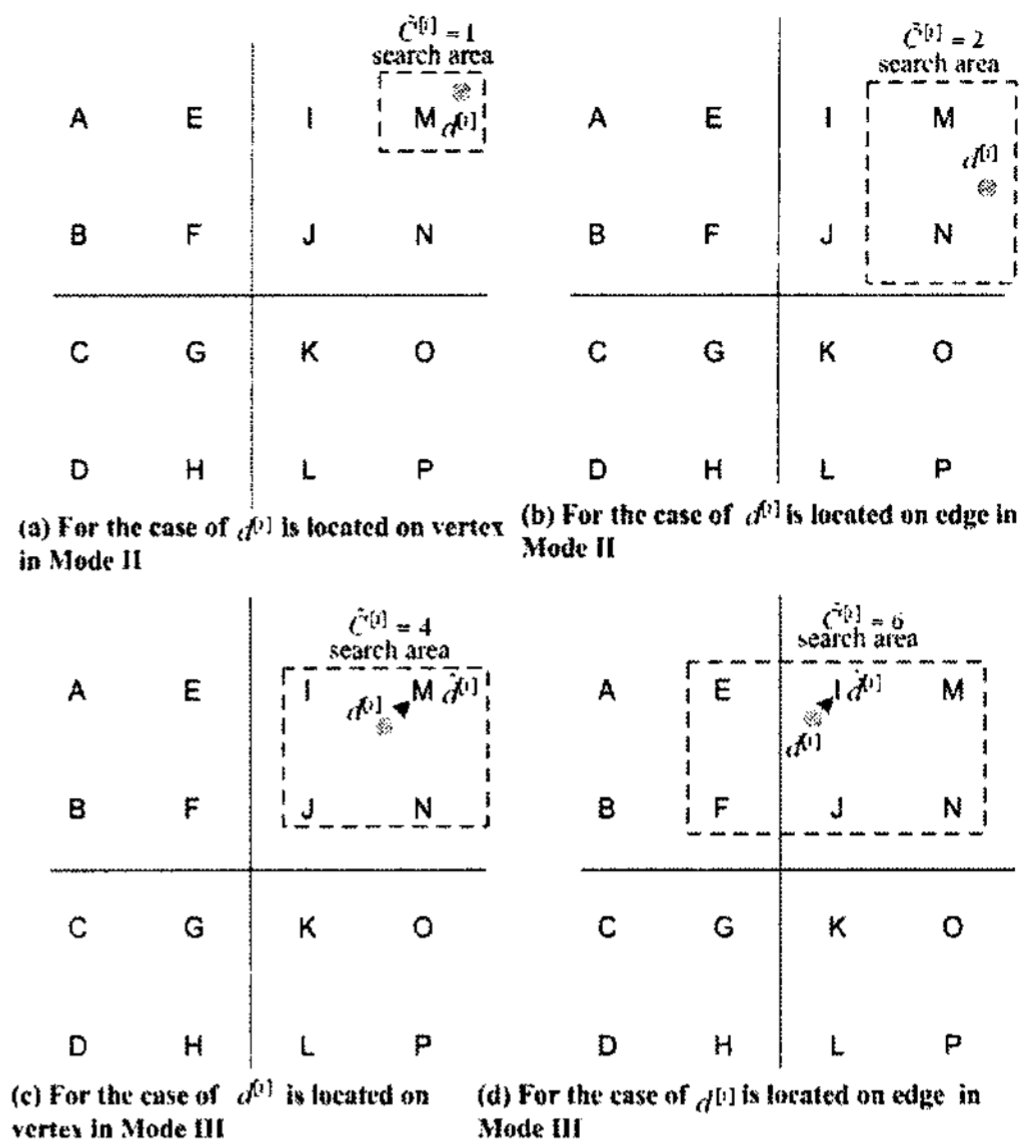 C̃[i] = 1
search area
A E I M d[i]
B F J N
C G K O
D H L P
(a) For the case of d[i] is located on vertex
in Mode II
C̃[i] = 2
search area
A E I M
d[i]
B F J N
C G K O
D H L P
(b) For the case of d[i] is located on edge in
Mode II
C̃[i] = 4
search area
A E I M d̂[i]
d[i]
B F J N
C G K O
D H L P
(c) For the case of d[i] is located on
vertex in Mode III
C̃[i] = 6
search area
A E I d̂[i] M
d[i]
B F J N
C G K O
D H L P
(d) For the case of d[i] is located on edge in
Mode III